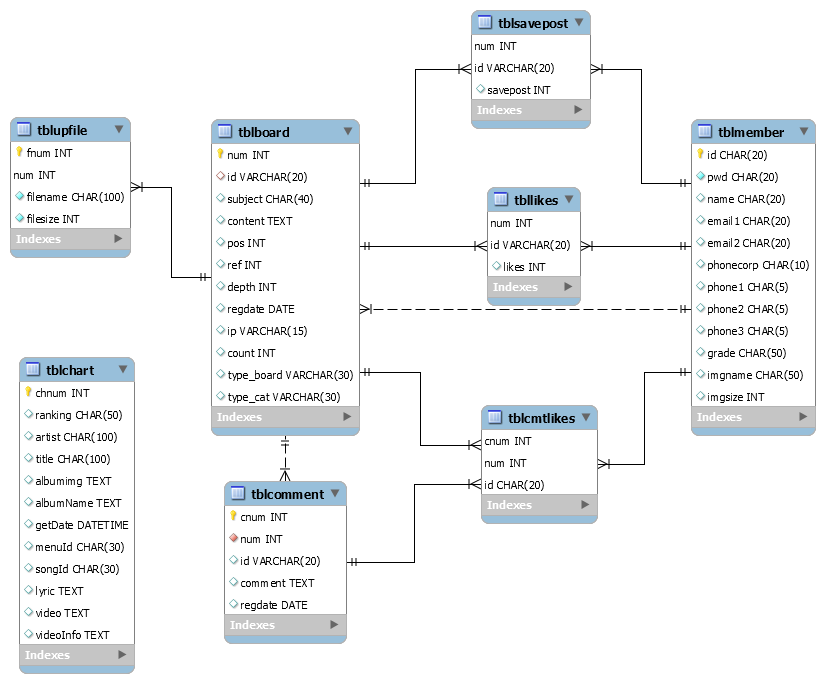 tblsavepost
num INT
id VARCHAR(20)
savepost INT
Indexes
tblupfile
fnum INT
num INT
filename CHAR(100)
filesize INT
Indexes
tblboard
num INT
id VARCHAR(20)
subject CHAR(40)
content TEXT
pos INT
ref INT
depth INT
regdate DATE
ip VARCHAR(15)
count INT
type_board VARCHAR(30)
type_cat VARCHAR(30)
Indexes
tblmember
id CHAR(20)
pwd CHAR(20)
name CHAR(20)
email1 CHAR(20)
email2 CHAR(20)
phonecorp CHAR(10)
phone1 CHAR(5)
phone2 CHAR(5)
phone3 CHAR(5)
grade CHAR(50)
imgname CHAR(50)
imgsize INT
Indexes
tbllikes
num INT
id VARCHAR(20)
likes INT
Indexes
tblchart
chnum INT
ranking CHAR(50)
artist CHAR(100)
title CHAR(100)
albumimg TEXT
albumName TEXT
getDate DATETIME
menuId CHAR(30)
songId CHAR(30)
lyric TEXT
video TEXT
videoInfo TEXT
Indexes
tblcmtlikes
cnum INT
num INT
id CHAR(20)
Indexes
tblcomment
cnum INT
num INT
id VARCHAR(20)
comment TEXT
regdate DATE
Indexes